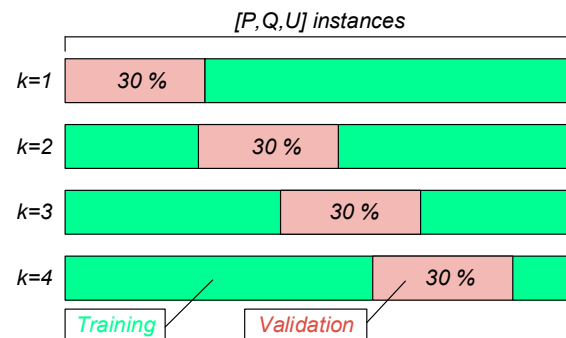 [P,Q,U] instances
k=1 30 %
k=2 30 %
k=3 30 %
k=4 30 %
Training Validation